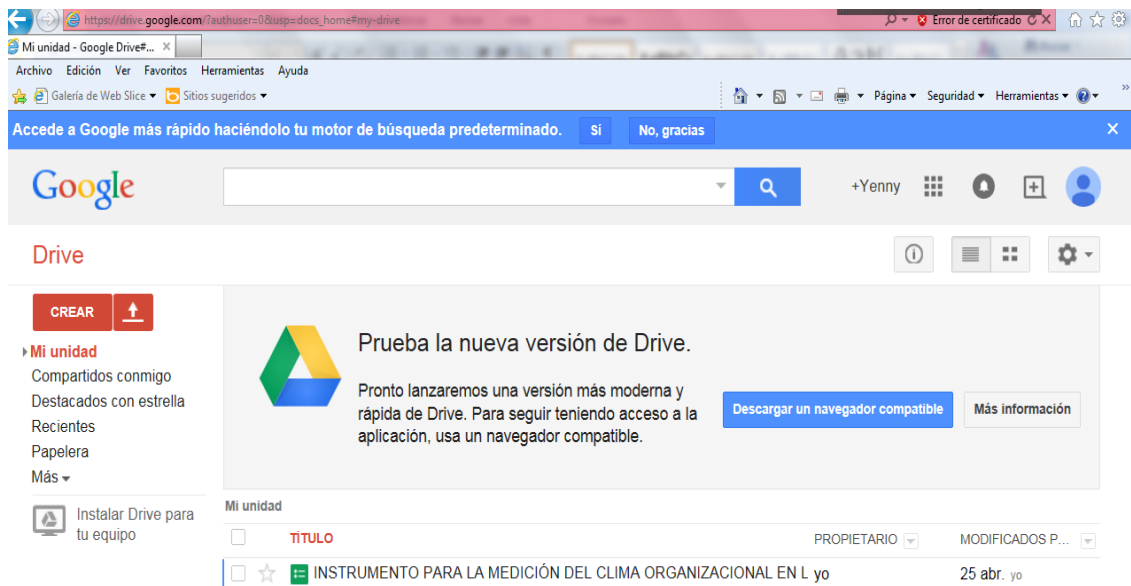 https://drive.google.com/?authuser=0&usp=docs_home#my-drive
Error de certificado
Mi unidad - Google Drive#...
Archivo Edición Ver Favoritos Herramientas Ayuda
Galería de Web Slice Sitios sugeridos
Página Seguridad Herramientas
Accede a Google más rápido haciéndolo tu motor de búsqueda predeterminado. Sí No, gracias
Google
+Yenny
Drive
CREAR
Mi unidad
Compartidos conmigo
Destacados con estrella
Recientes
Papelera
Más
Instalar Drive para
tu equipo
Prueba la nueva versión de Drive.
Pronto lanzaremos una versión más moderna y
rápida de Drive. Para seguir teniendo acceso a la
aplicación, usa un navegador compatible.
Descargar un navegador compatible
Más información
Mi unidad
TÍTULO PROPIETARIO MODIFICADOS P...
INSTRUMENTO PARA LA MEDICIÓN DEL CLIMA ORGANIZACIONAL EN L yo 25 abr. yo